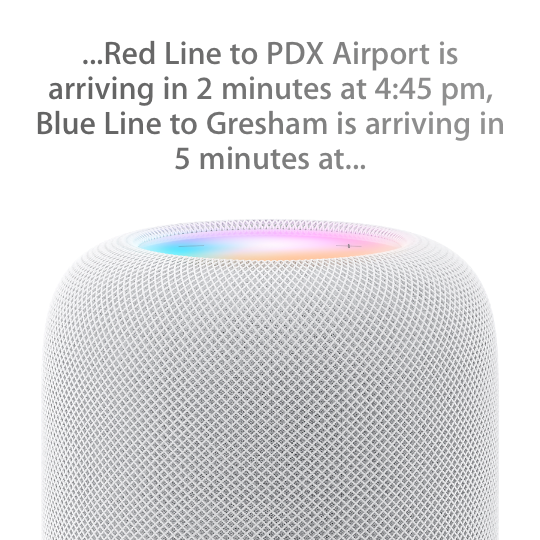 ...Red Line to PDX Airport is
arriving in 2 minutes at 4:45 pm,
Blue Line to Gresham is arriving in
5 minutes at...